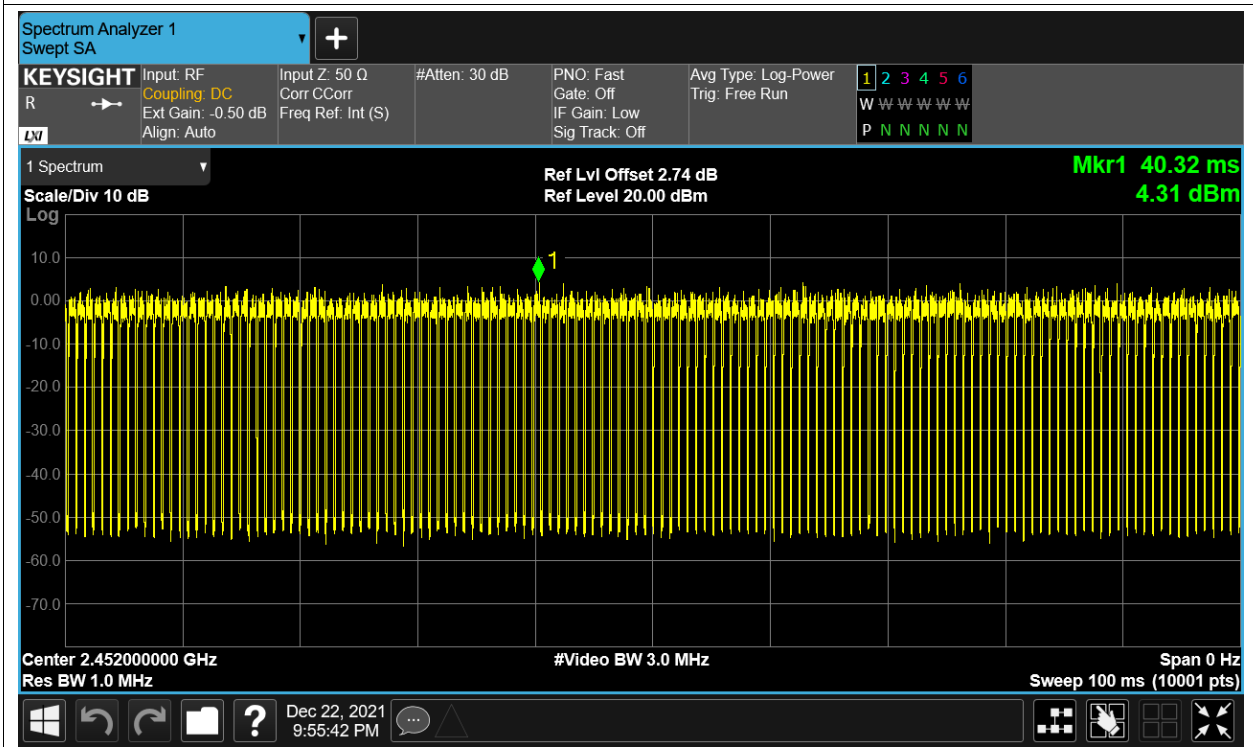 Spectrum Analyzer 1
Swept SA
KEYSIGHT
R
LXI
Input: RF
Coupling: DC
Ext Gain: -0.50 dB
Align: Auto
Input Z: 50 Ω
Corr CCorr
Freq Ref: Int (S)
#Atten: 30 dB
PNO: Fast
Gate: Off
IF Gain: Low
Sig Track: Off
Avg Type: Log-Power
Trig: Free Run
1 2 3 4 5 6
W W W W W W
P N N N N N
1 Spectrum
Scale/Div 10 dB
Log
Ref Lvl Offset 2.74 dB
Ref Level 20.00 dBm
Mkr1 40.32 ms
4.31 dBm
1
10.0
0.00
-10.0
-20.0
-30.0
-40.0
-50.0
-60.0
-70.0
Center 2.452000000 GHz
#Video BW 3.0 MHz
Span 0 Hz
Res BW 1.0 MHz
Sweep 100 ms (10001 pts)
?
Dec 22, 2021
9:55:42 PM